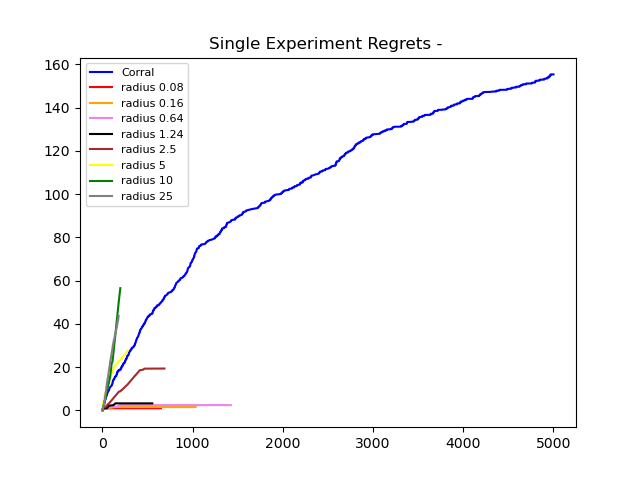 Single Experiment Regrets -
160
140
120
100
80
60
40
20
0
Corral
radius 0.08
radius 0.16
radius 0.64
radius 1.24
radius 2.5
radius 5
radius 10
radius 25
0 1000 2000 3000 4000 5000